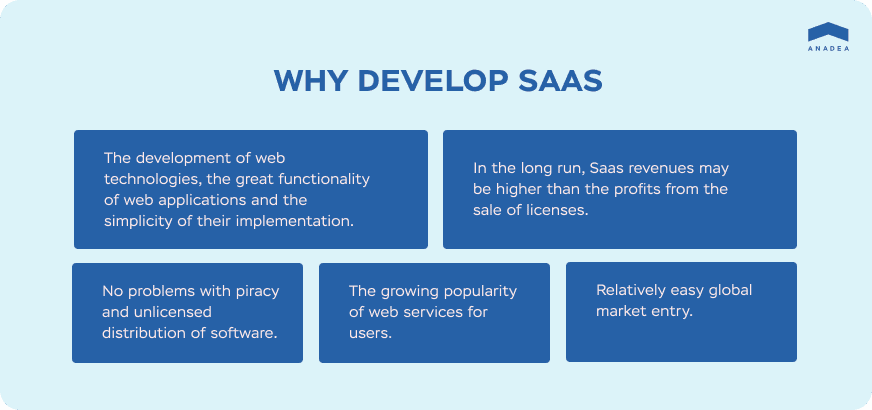 ANADEA
WHY DEVELOP SAAS
The development of web
technologies, the great functionality
of web applications and the
simplicity of their implementation.
In the long run, Saas revenues may
be higher than the profits from the
sale of licenses.
No problems with piracy
and unlicensed
distribution of software.
The growing popularity
of web services for
users.
Relatively easy global
market entry.